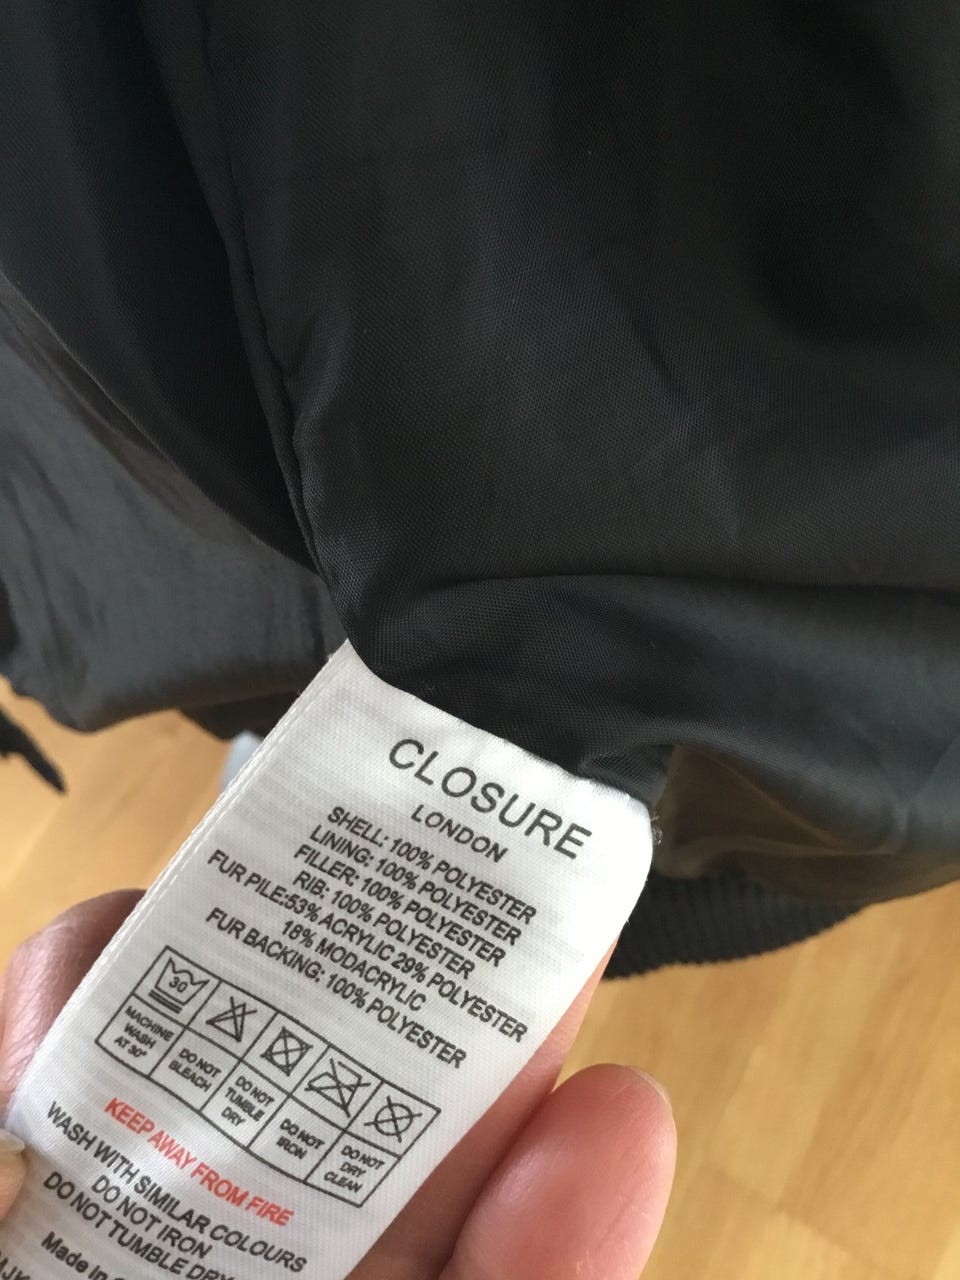 CLOSURE
LONDON
SHELL: 100% POLYESTER
LINING: 100% POLYESTER
FILLER: 100% POLYESTER
RIB: 100% POLYESTER
FUR PILE:53% ACRYLIC 29% POLYESTER
18% MODACRYLIC
FUR BACKING: 100% POLYESTER
30°
MACHINE WASH AT 30°
DO NOT BLEACH
DO NOT TUMBLE DRY
DO NOT IRON
DO NOT DRY CLEAN
KEEP AWAY FROM FIRE
WASH WITH SIMILAR COLOURS
DO NOT IRON
DO NOT TUMBLE DRY
Made in